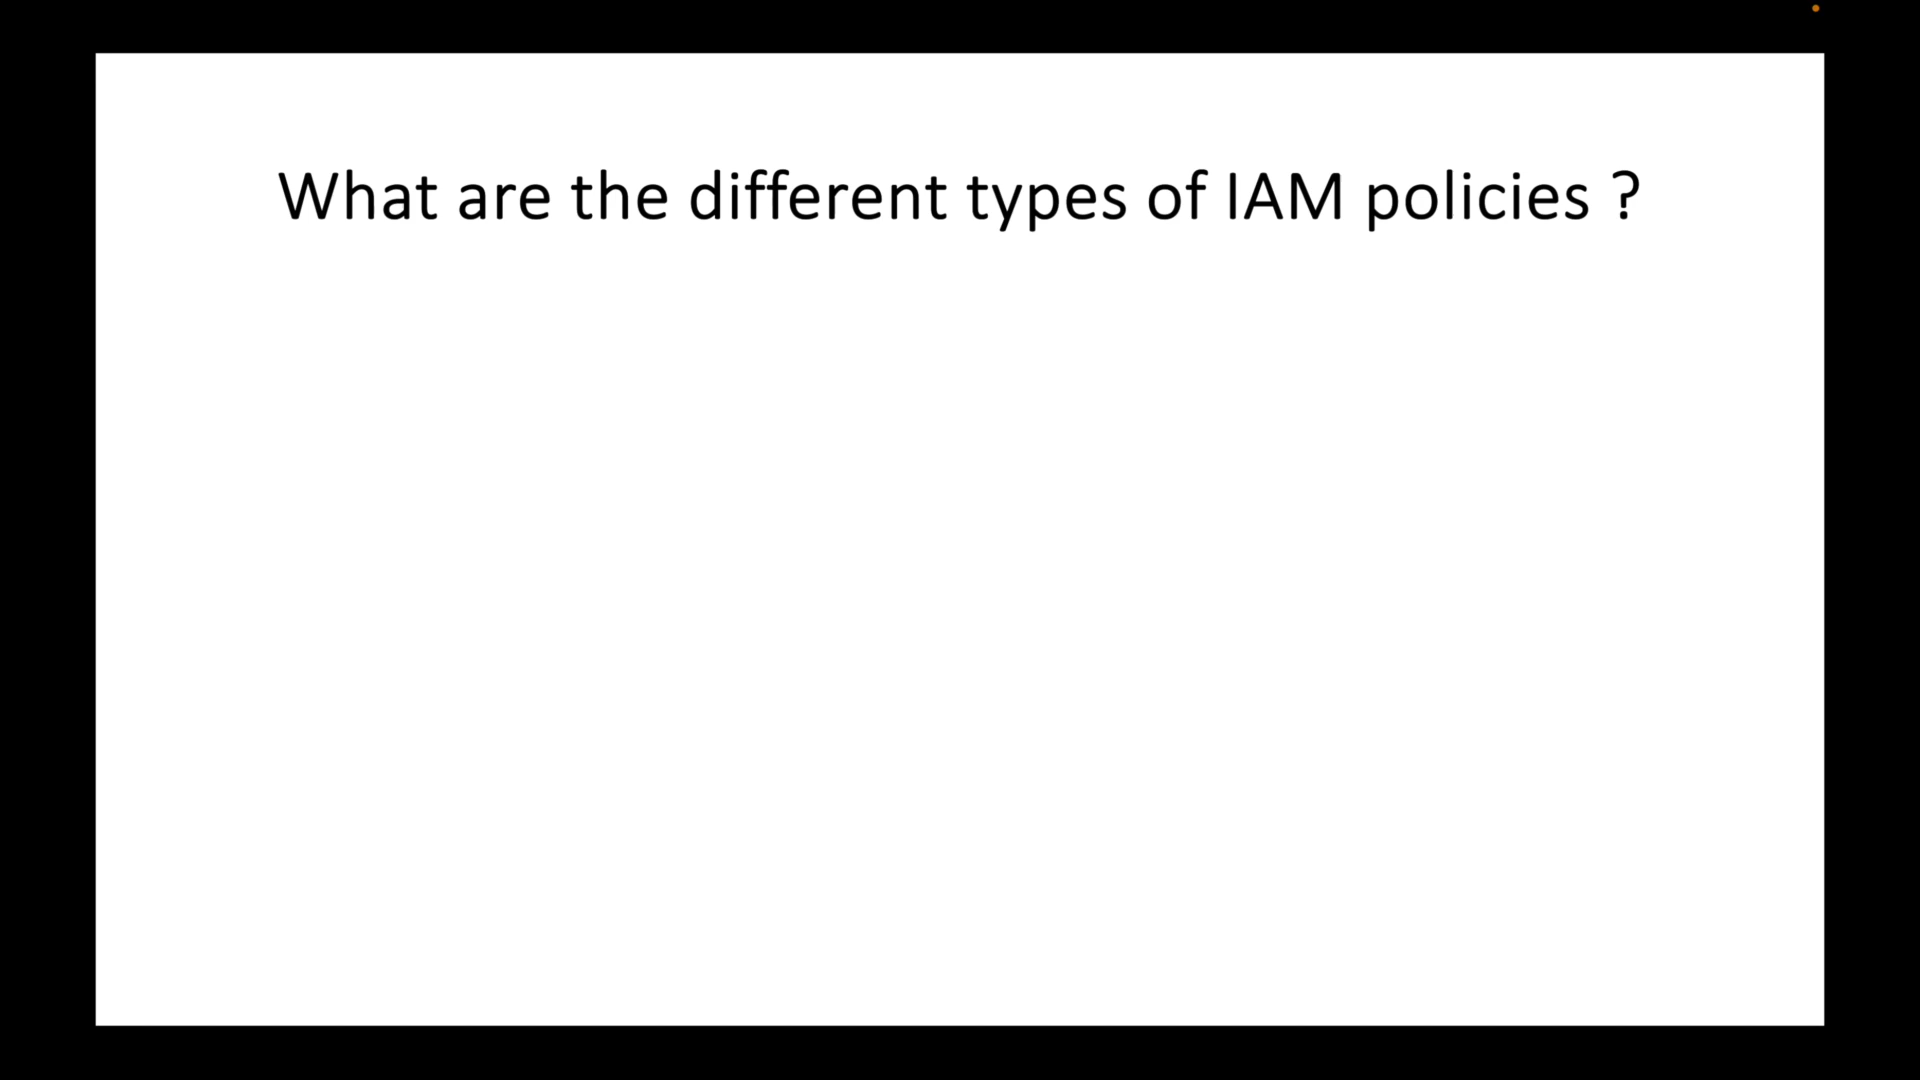 What are the different types of IAM policies ?